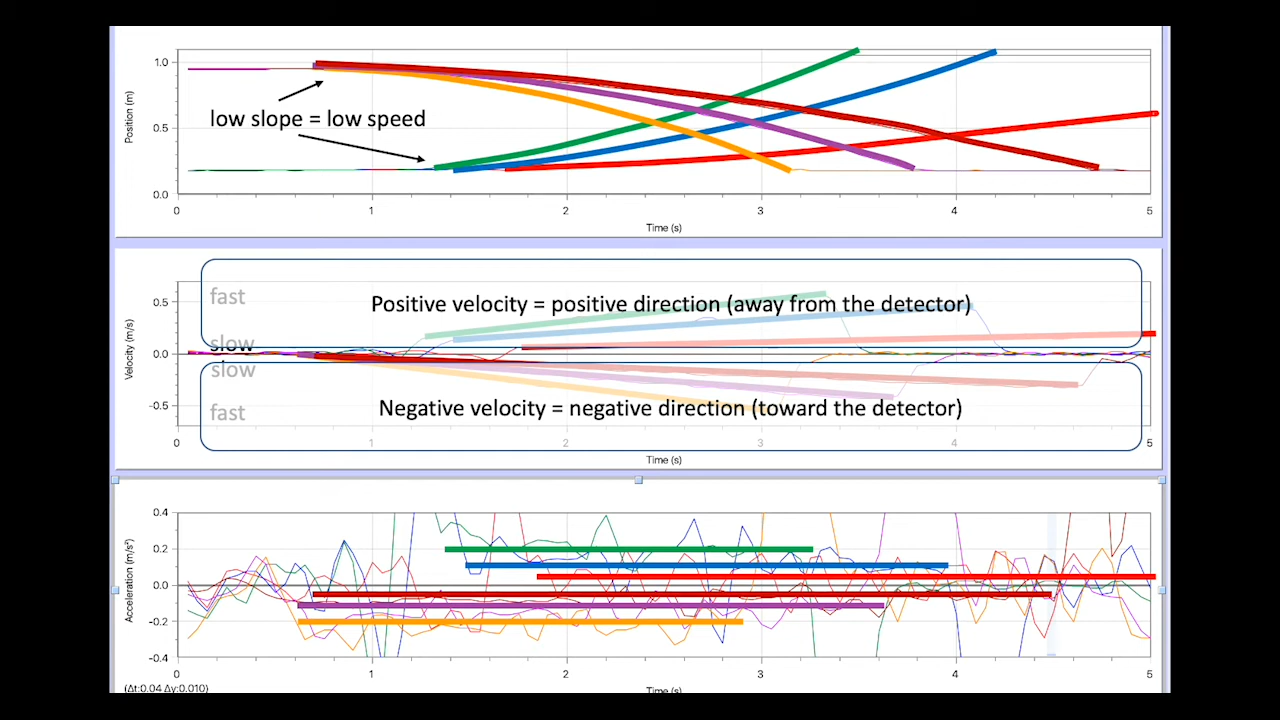 Position (m)
1.0
0.5
0.0
low slope = low speed
0 1 2 3 4 5
Time (s)
Velocity (m/s)
0.5
0.0
-0.5
fast
slow
Positive velocity = positive direction (away from the detector)
slow
fast
Negative velocity = negative direction (toward the detector)
0 1 2 3 4 5
Time (s)
Acceleration (m/s²)
0.4
0.2
0.0
-0.2
-0.4
0 1 2 3 4 5
(Δt:0.04 Δy:0.010)
Time (s)